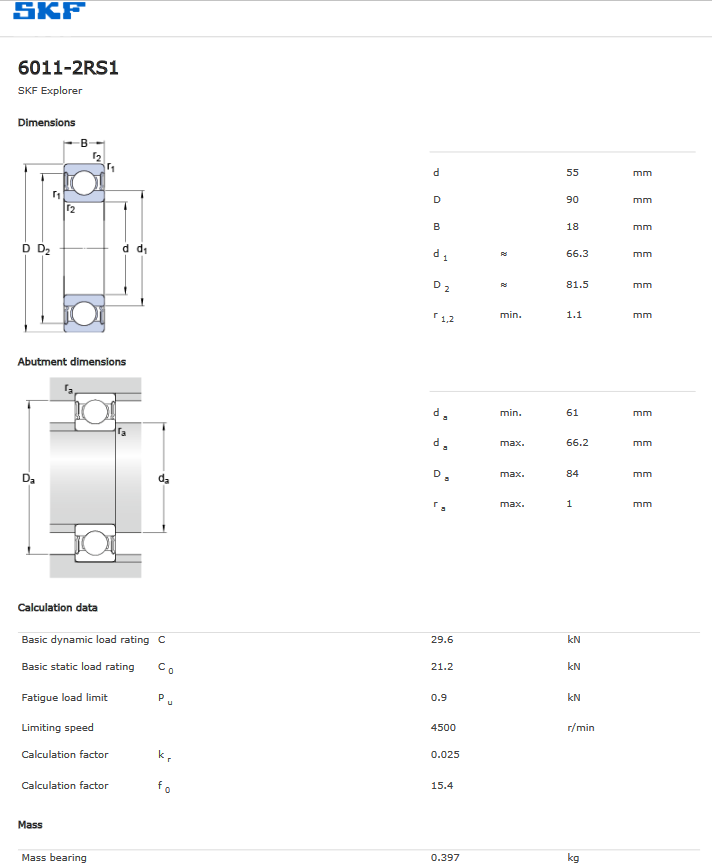 SKF
6011-2RS1
SKF Explorer
Dimensions
B
r2
r1
r1
r2
D D2 d d1
d 55 mm
D 90 mm
B 18 mm
d 1 ≈ 66.3 mm
D 2 ≈ 81.5 mm
r 1,2 min. 1.1 mm
Abutment dimensions
ra
ra
Da da
d a min. 61 mm
d a max. 66.2 mm
D a max. 84 mm
r a max. 1 mm
Calculation data
Basic dynamic load rating C 29.6 kN
Basic static load rating C 0 21.2 kN
Fatigue load limit P u 0.9 kN
Limiting speed 4500 r/min
Calculation factor k r 0.025
Calculation factor f 0 15.4
Mass
Mass bearing 0.397 kg